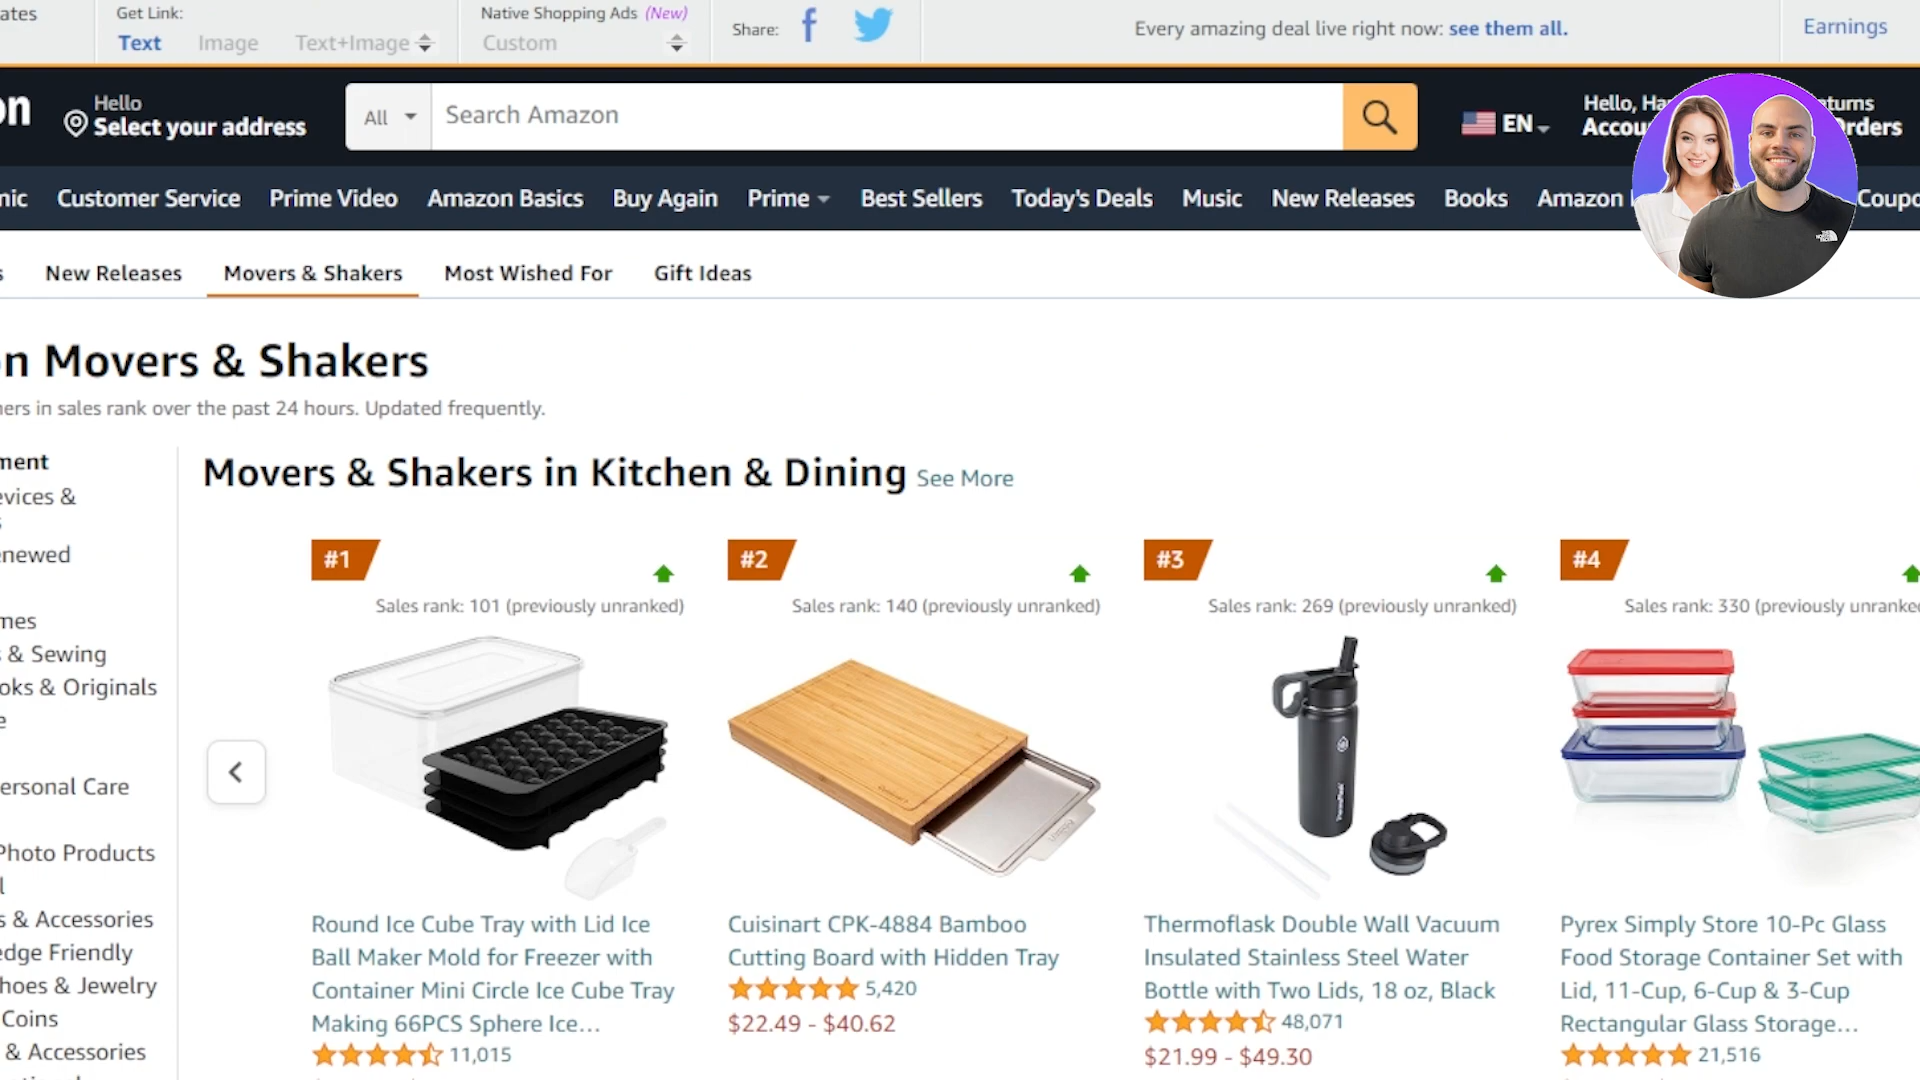 ates
Get Link:
Text Image Text+Image
Native Shopping Ads (New)
Custom
Share:
Every amazing deal live right now: see them all.
Earnings
on
Hello
Select your address
All
Search Amazon
EN
Hello, Ha
Accou
turns
Orders
nic Customer Service Prime Video Amazon Basics Buy Again Prime Best Sellers Today's Deals Music New Releases Books Amazon Coupo
s New Releases Movers & Shakers Most Wished For Gift Ideas
on Movers & Shakers
ners in sales rank over the past 24 hours. Updated frequently.
ment
evices &
s
enewed
mes
s & Sewing
oks & Originals
e
ersonal Care
Photo Products
l
s & Accessories
edge Friendly
hoes & Jewelry
Coins
& Accessories
Movers & Shakers in Kitchen & Dining See More
#1
Sales rank: 101 (previously unranked)
Round Ice Cube Tray with Lid Ice
Ball Maker Mold for Freezer with
Container Mini Circle Ice Cube Tray
Making 66PCS Sphere Ice...
11,015
#2
Sales rank: 140 (previously unranked)
Cuisinart CPK-4884 Bamboo
Cutting Board with Hidden Tray
5,420
$22.49 - $40.62
#3
Sales rank: 269 (previously unranked)
Thermoflask Double Wall Vacuum
Insulated Stainless Steel Water
Bottle with Two Lids, 18 oz, Black
48,071
$21.99 - $49.30
#4
Sales rank: 330 (previously unranke
Pyrex Simply Store 10-Pc Glass
Food Storage Container Set with
Lid, 11-Cup, 6-Cup & 3-Cup
Rectangular Glass Storage...
21,516